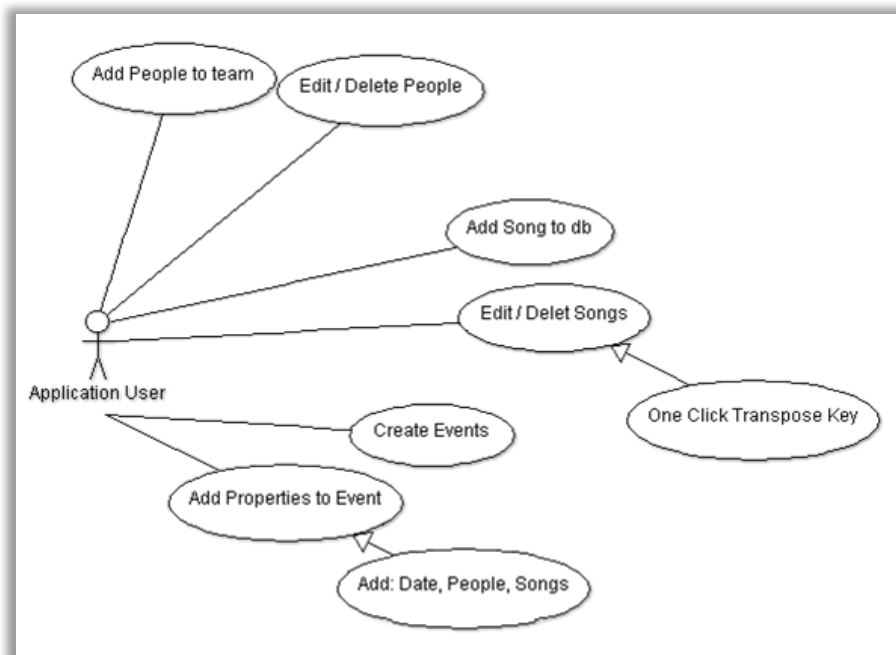 Add People to team
Edit / Delete People
Add Song to db
Edit / Delet Songs
Application User
One Click Transpose Key
Create Events
Add Properties to Event
Add: Date, People, Songs